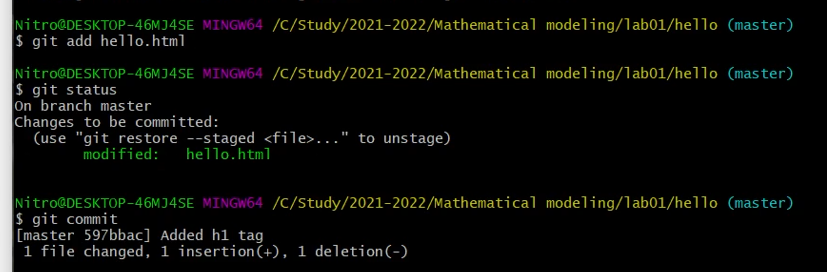 Nitro@DESKTOP-46MJ4SE MINGW64 /C/Study/2021-2022/Mathematical modeling/lab01/hello (master)
$ git add hello.html
Nitro@DESKTOP-46MJ4SE MINGW64 /C/Study/2021-2022/Mathematical modeling/lab01/hello (master)
$ git status
On branch master
Changes to be committed:
  (use "git restore --staged <file>..." to unstage)
        modified:   hello.html
Nitro@DESKTOP-46MJ4SE MINGW64 /C/Study/2021-2022/Mathematical modeling/lab01/hello (master)
$ git commit
[master 597bbac] Added h1 tag
 1 file changed, 1 insertion(+), 1 deletion(-)